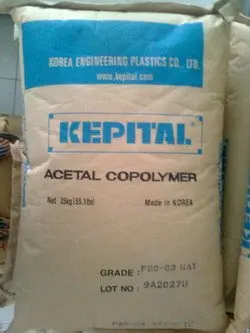 KOREA ENGINEERING PLASTICS CO., LTD.
www.kepital.com
KEPITAL
ACETAL COPOLYMER
Net 25kg (55.1lbs) Made in KOREA
GRADE : F20-03 NAT
LOT NO : 9A2027U